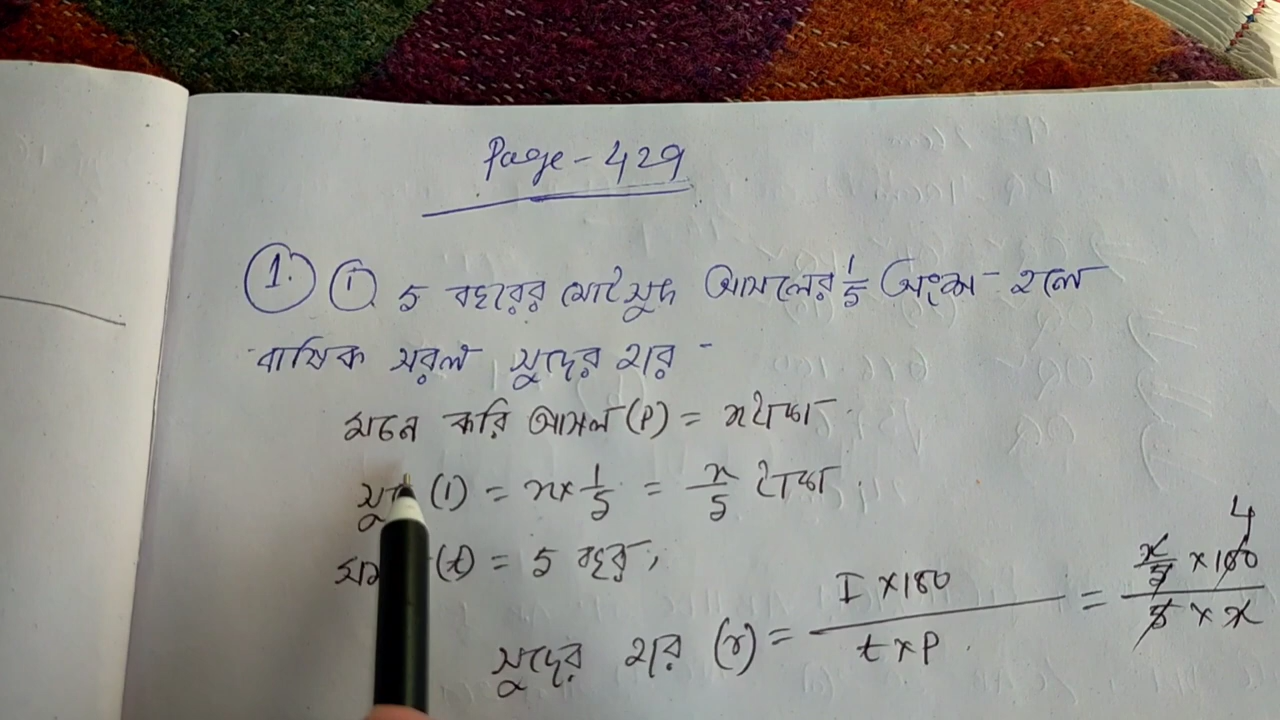 Page - 429
1. i 5 বছরের মোট সুদ আসলের 1/5 অংশ হলে
বার্ষিক সরল সুদের হার -
মনে করি আসল (P) = x টাকা
(I) = x × 1/5 = x/5 টাকা.
(t) = 5 বছর,
সুদের হার (r) = I × 100 / t × P = x/5 × 100 / 5 × x
4